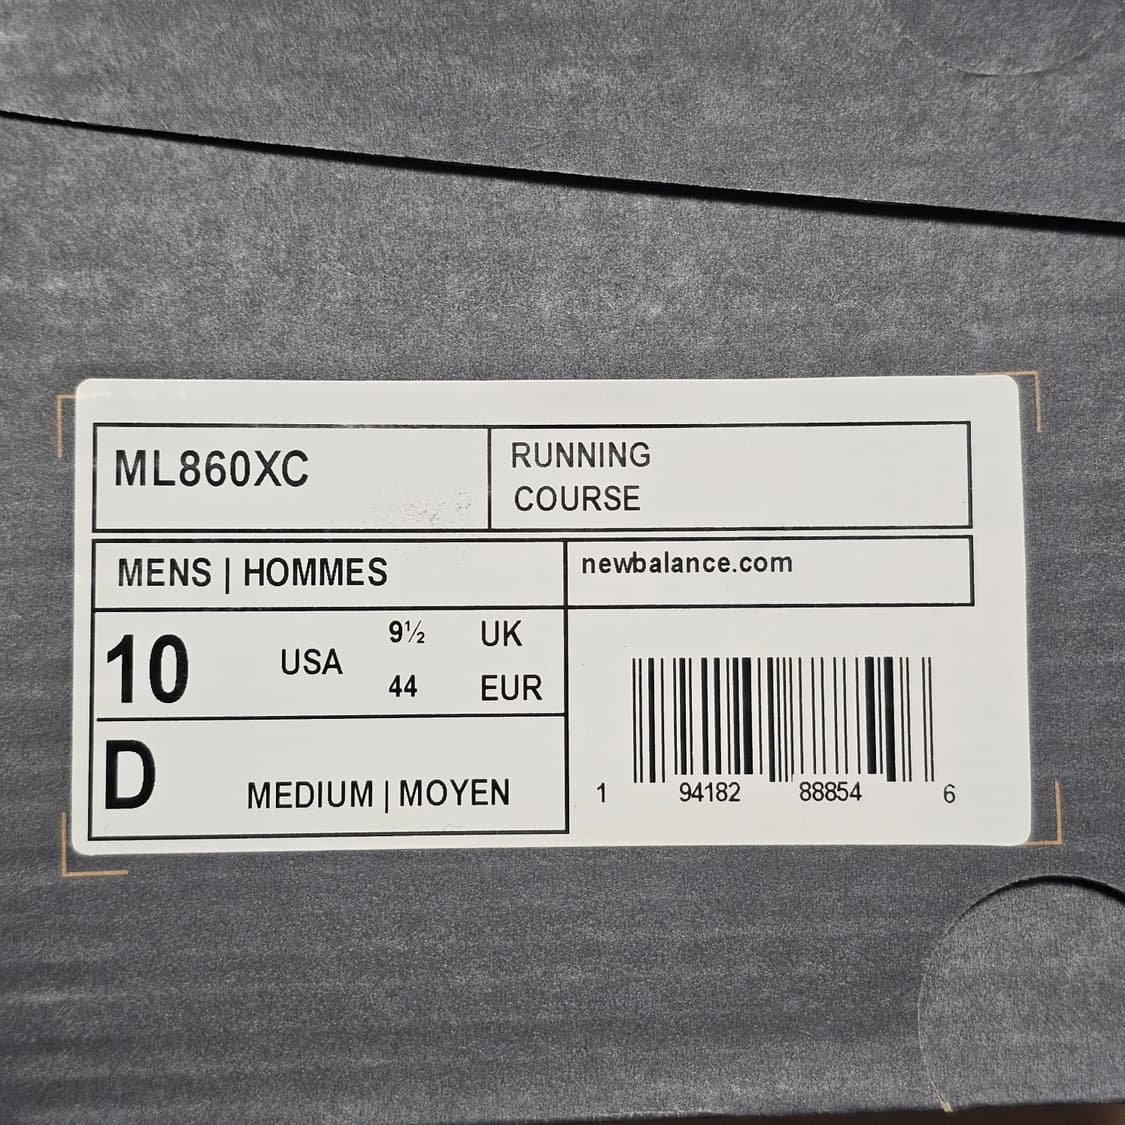 ML860XC
RUNNING
COURSE
MENS | HOMMES
newbalance.com
10 USA 9½ UK
44 EUR
D MEDIUM | MOYEN
1 94182 88854 6